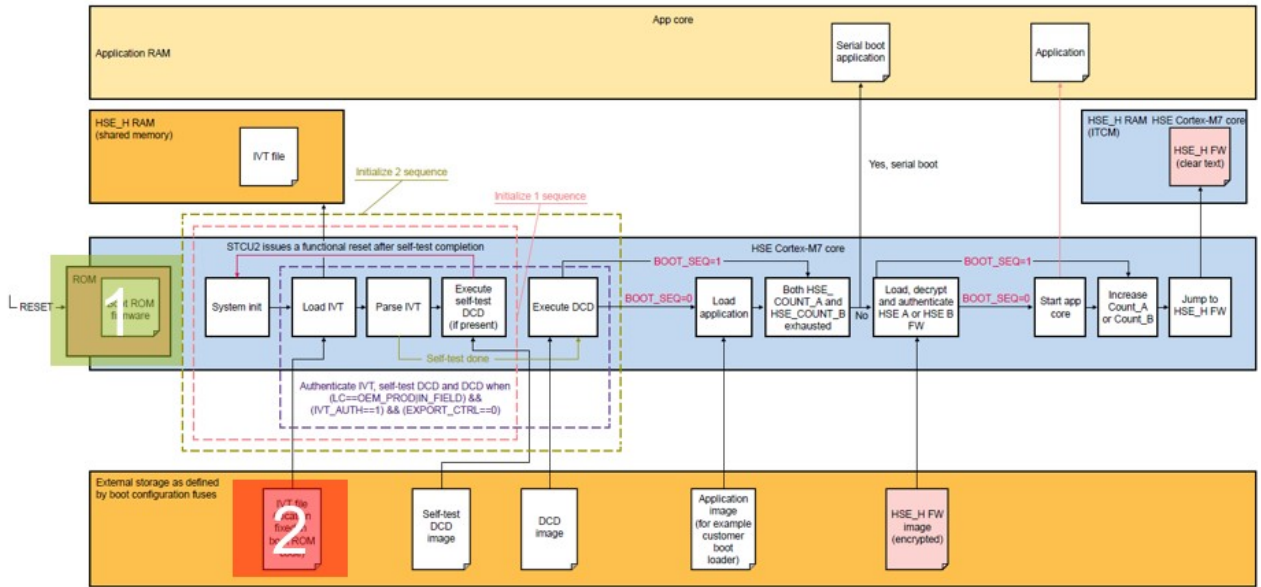 App core
Application RAM
Serial boot
application
Application
HSE_H RAM
(shared memory)
IVT file
HSE_H RAM HSE Cortex-M7 core
(ITCM)
HSE_H FW
(clear text)
Yes, serial boot
Initialize 2 sequence
Initialize 1 sequence
STCU2 issues a functional reset after self-test completion
HSE Cortex-M7 core
RESET
ROM
1
firmware
System init
Load IVT
Parse IVT
Execute
self-test
DCD
(if present)
Execute DCD
BOOT_SEQ=1
BOOT_SEQ=0
Load
application
Both HSE_
COUNT_A and
HSE_COUNT_B
exhausted
No
Load, decrypt
and authenticate
HSE A or HSE B
FW
BOOT_SEQ=1
BOOT_SEQ=0
Start app
core
Increase
Count_A
or Count_B
Jump to
HSE_H FW
Self-test done
Authenticate IVT, self-test DCD and DCD when
(LC==OEM_PROD|IN_FIELD) &&
(IVT_AUTH==1) && (EXPORT_CTRL==0)
External storage as defined
by boot configuration fuses
IVT file
2
ROM
Self-test
DCD
image
DCD
image
Application
image
(for example
customer
boot
loader)
HSE_H FW
image
(encrypted)